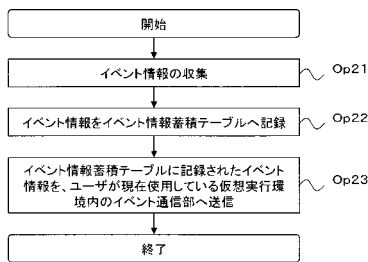 開始
イベント情報の収集
Op21
イベント情報をイベント情報蓄積テーブルへ記録
Op22
イベント情報蓄積テーブルに記録されたイベント
情報を、ユーザが現在使用している仮想実行環
境内のイベント通信部へ送信
Op23
終了